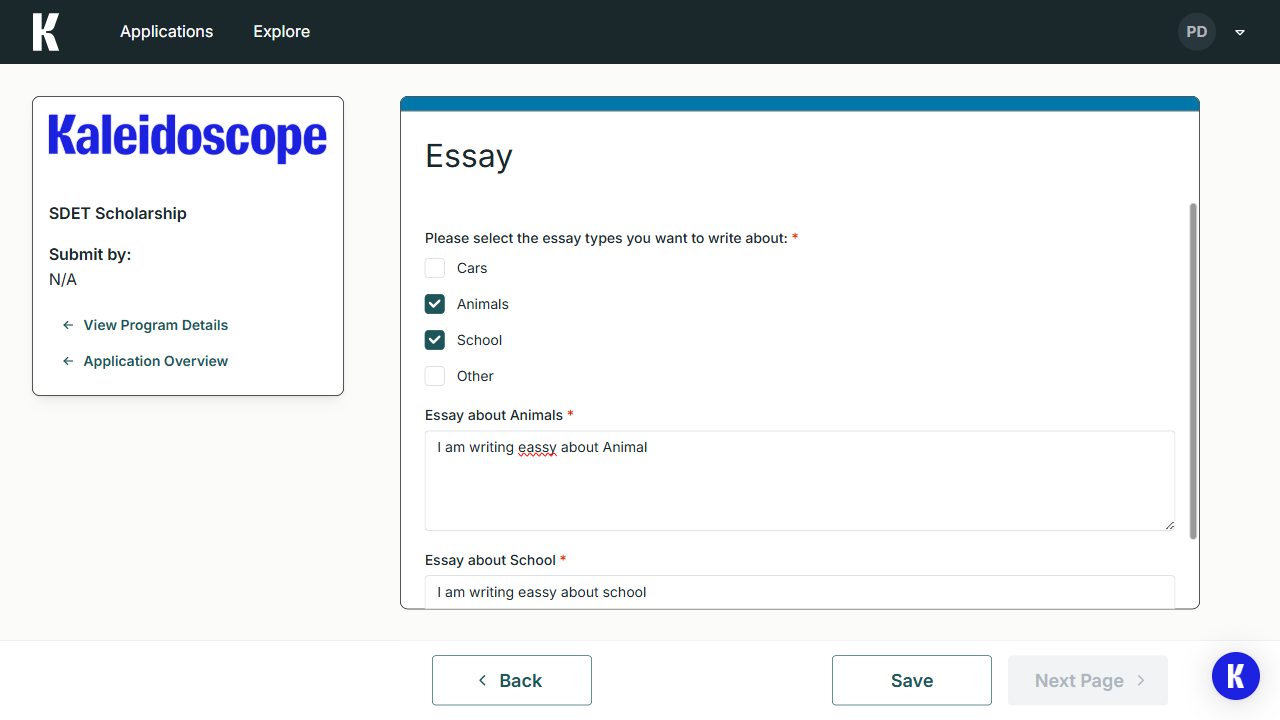 K
Applications
Explore
PD
Kaleidoscope
SDET Scholarship
Submit by:
N/A
View Program Details
Application Overview
Essay
Please select the essay types you want to write about: *
Cars
Animals
School
Other
Essay about Animals *
I am writing eassy about Animal
Essay about School *
I am writing eassy about school
Back
Save
Next Page
K